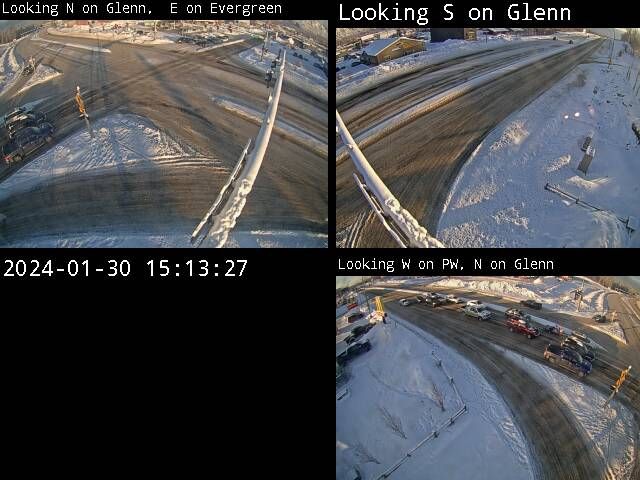 Looking N on Glenn,  E on Evergreen
Looking S on Glenn
2024-01-30 15:13:27
Looking W on PW, N on Glenn